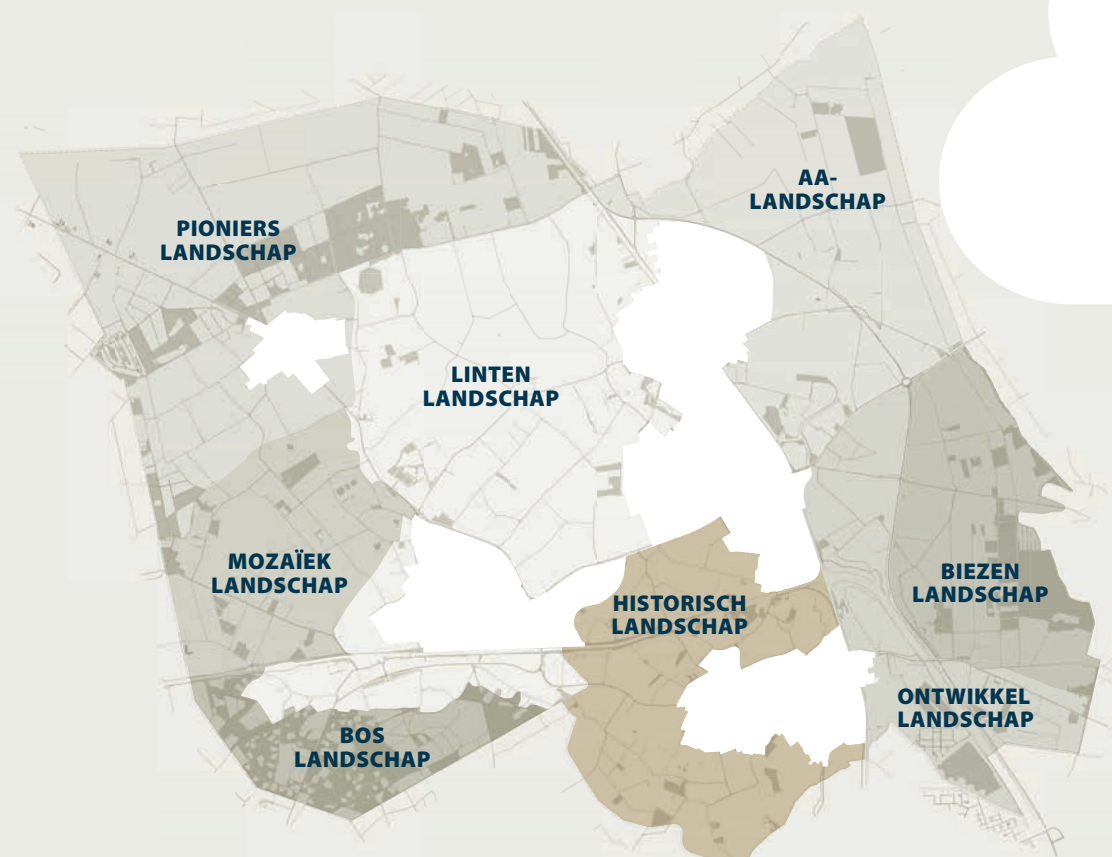 AA-
LANDSCHAP
PIONIERS
LANDSCHAP
LINTEN
LANDSCHAP
MOZAÏEK
LANDSCHAP
BIEZEN
LANDSCHAP
HISTORISCH
LANDSCHAP
ONTWIKKEL
LANDSCHAP
BOS
LANDSCHAP